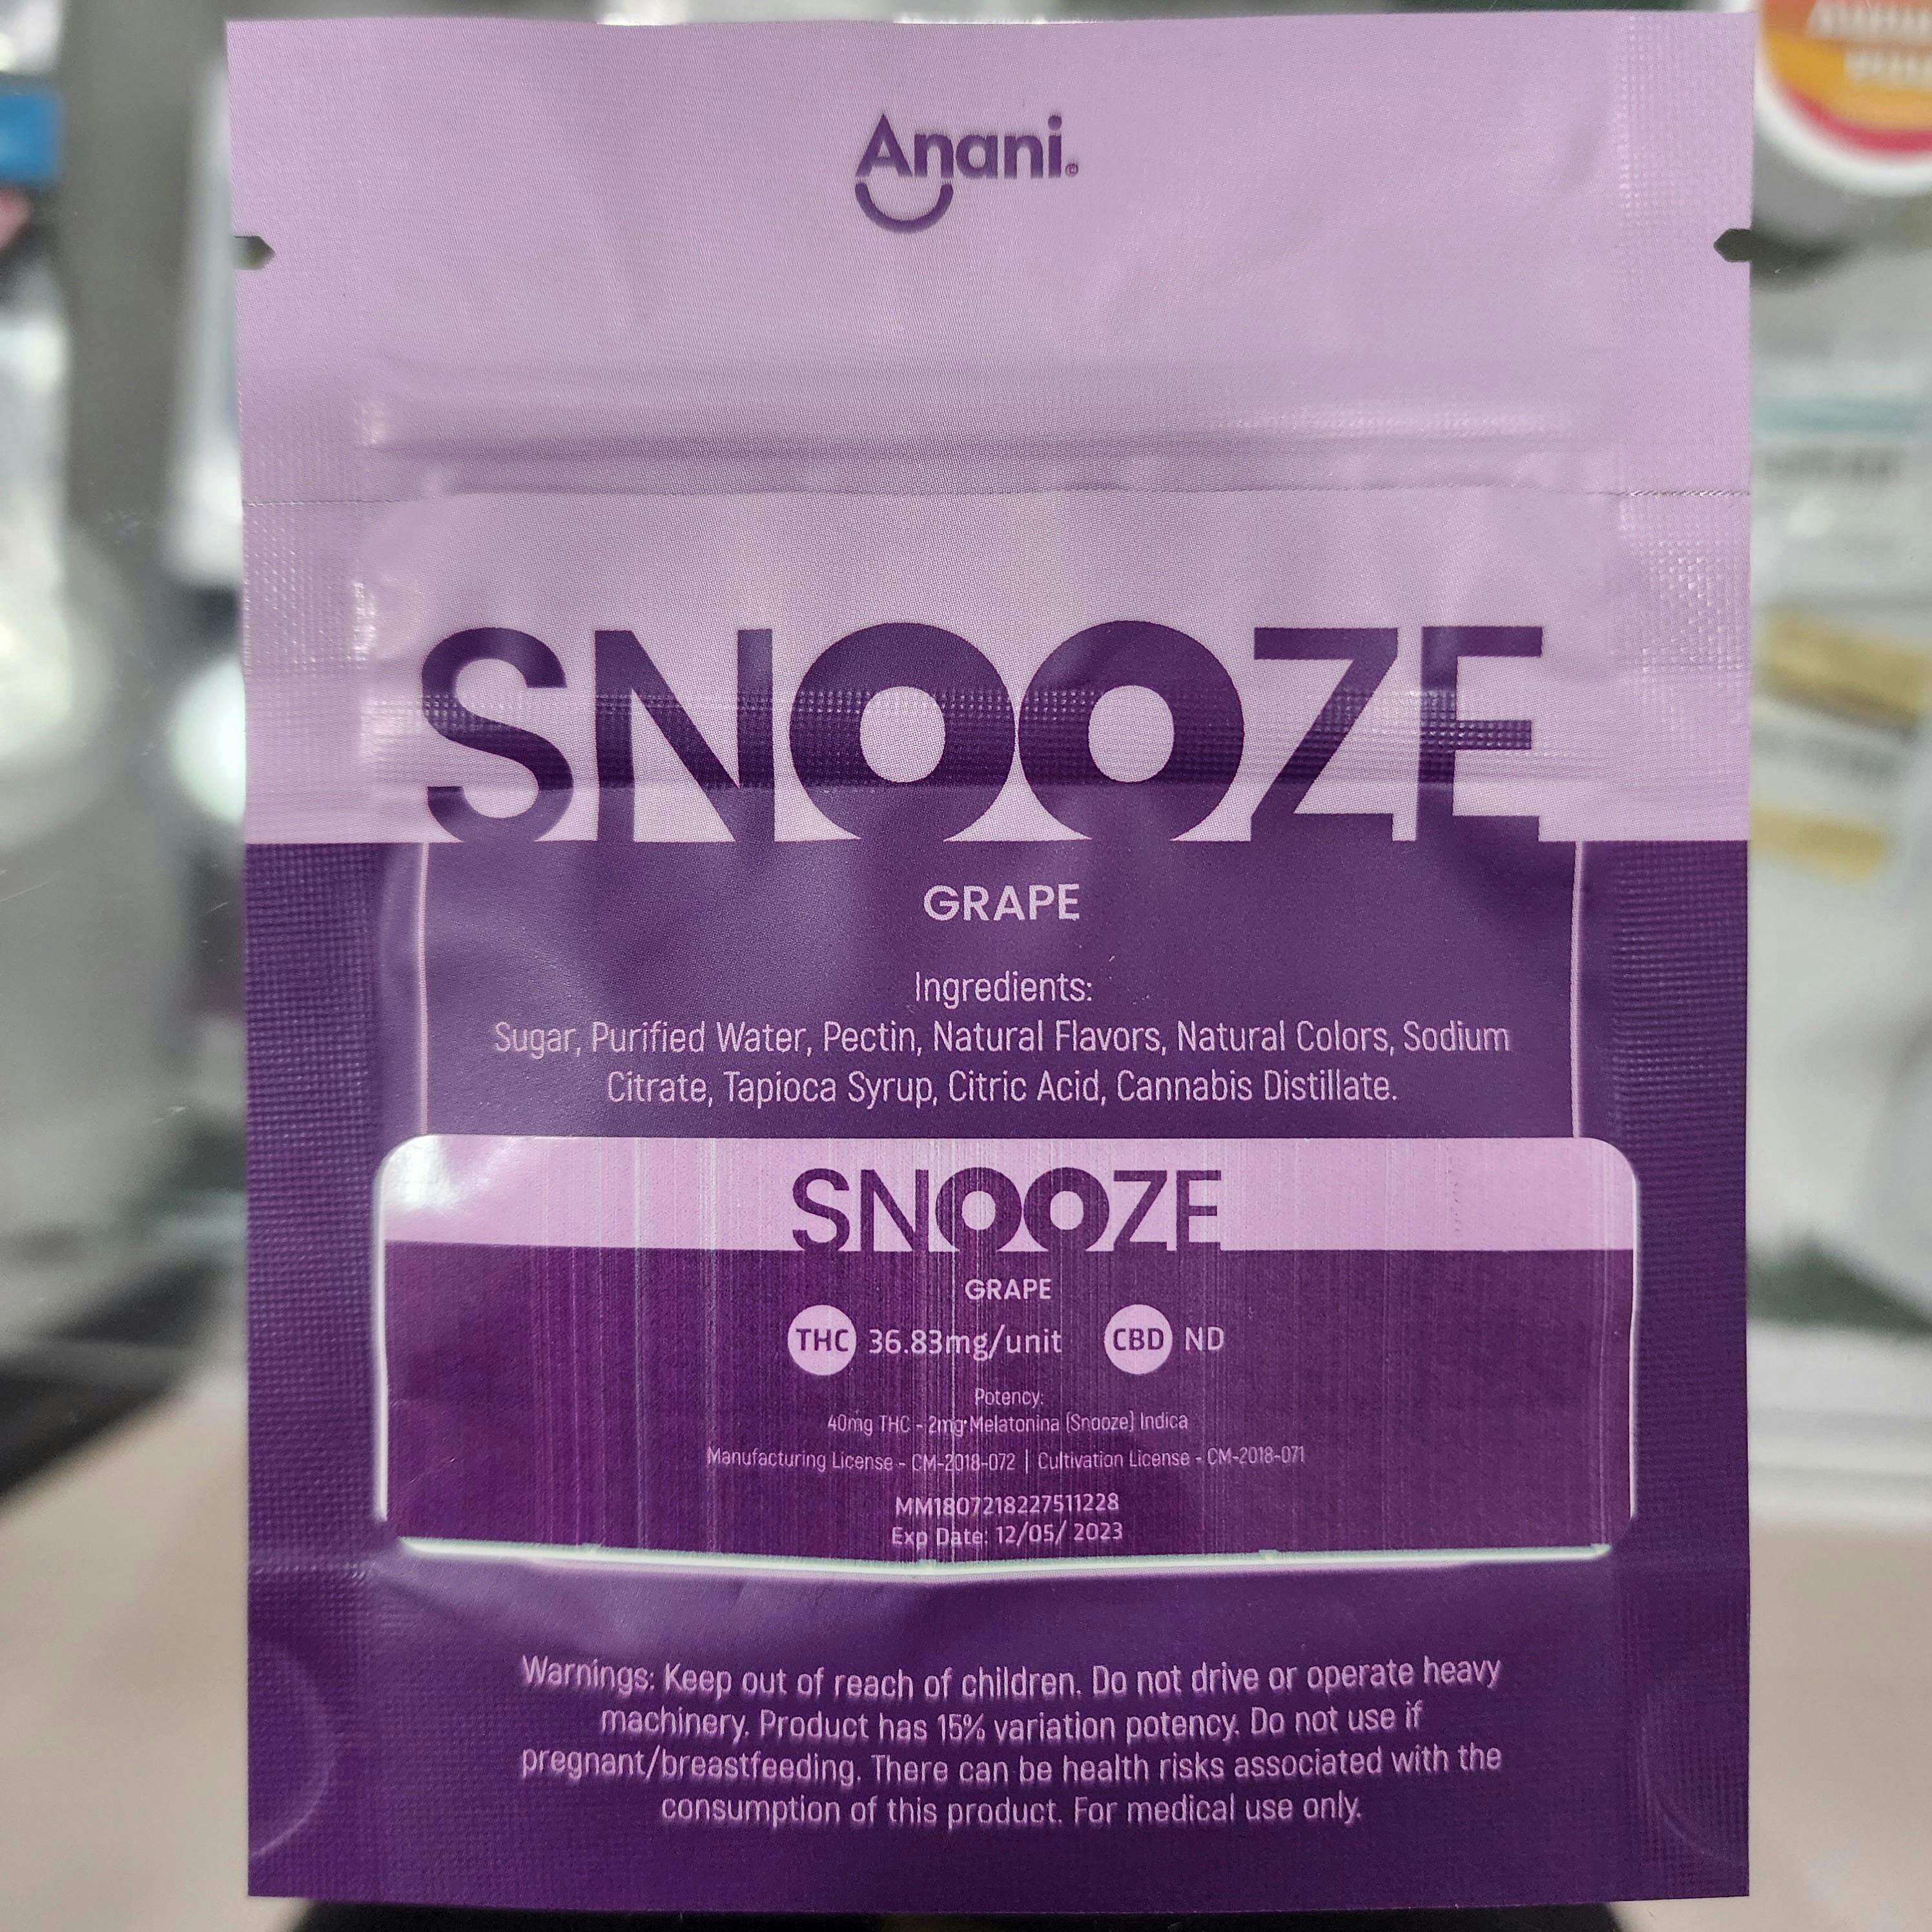 Anani.
SNOOZE
GRAPE
Ingredients:
Sugar, Purified Water, Pectin, Natural Flavors, Natural Colors, Sodium
Citrate, Tapioca Syrup, Citric Acid, Cannabis Distillate.
SNOOZE
GRAPE
THC 36.83mg/unit CBD ND
Potency:
40mg THC - 2mg Melatonina (Snooze) Indica
Manufacturing License - CM-2018-072 | Cultivation License - CM-2018-071
MM1807218227511228
Exp Date: 12/05/ 2023
Warnings: Keep out of reach of children. Do not drive or operate heavy
machinery. Product has 15% variation potency. Do not use if
pregnant/breastfeeding. There can be health risks associated with the
consumption of this product. For medical use only.